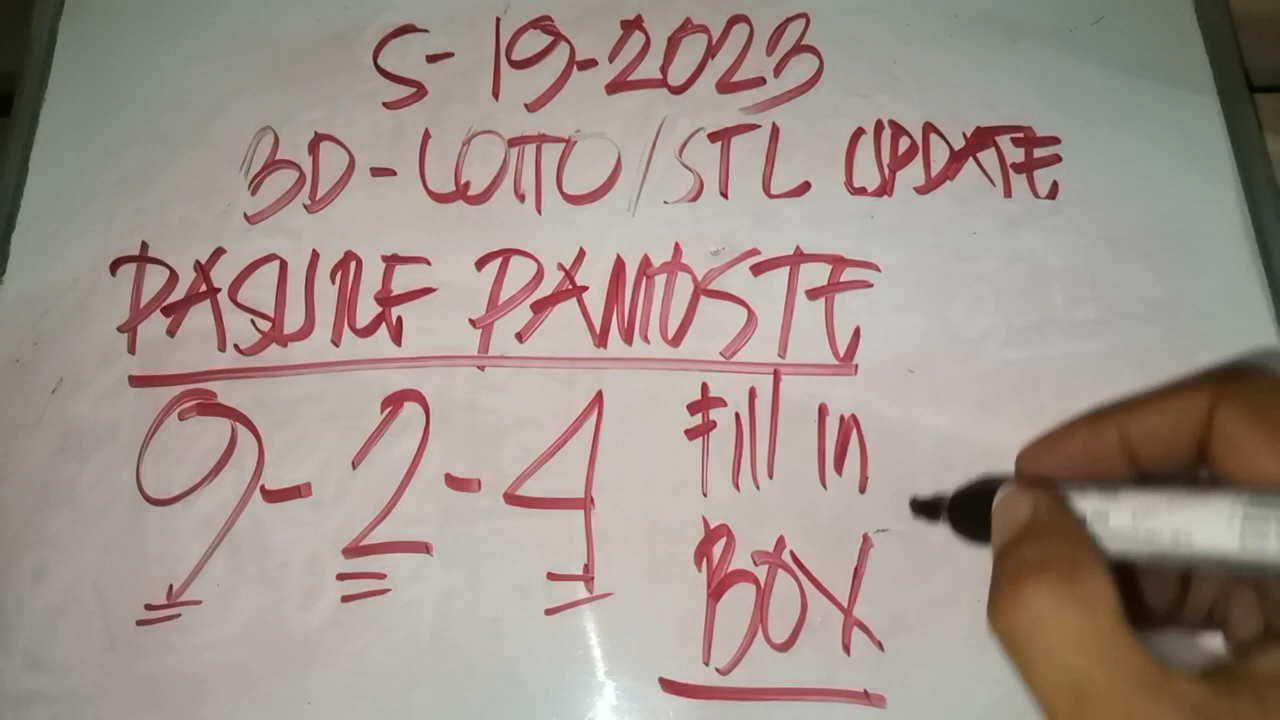 5-19-2023
3D-LOTTO/STL UPDATE
PASURE PAMOSTE
9-2-4
Fill in
BOX